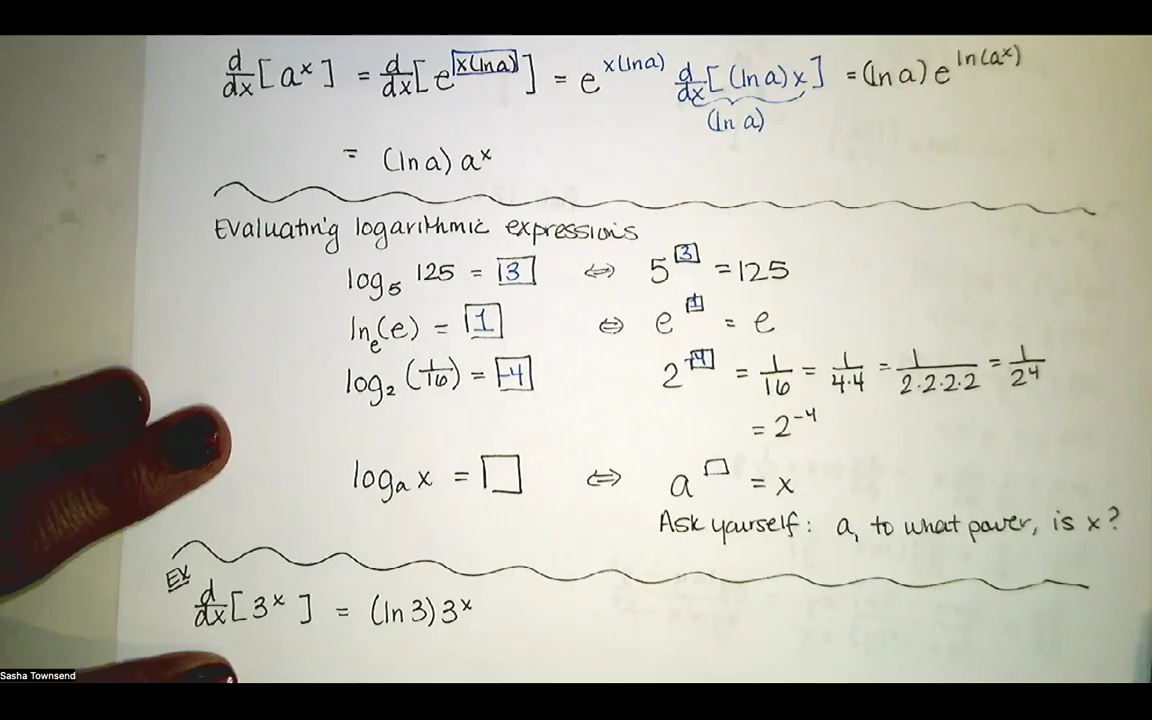 d/dx [a^x] = d/dx [e^(x(ln a))] = e^(x(ln a)) d/dx [(ln a)x] = (ln a) e^(ln(a^x))
(ln a)
= (ln a) a^x
Evaluating logarithmic expressions
log_5 125 = 3 ⇔ 5^3 = 125
ln_e(e) = 1 ⇔ e^1 = e
log_2 (1/16) = -4 2^-4 = 1/16 = 1/(4·4) = 1/(2·2·2·2) = 1/2^4
= 2^-4
log_a x = □ ⇔ a^□ = x
Ask yourself: a, to what power, is x?
Ex
d/dx [3^x] = (ln 3) 3^x
Sasha Townsend